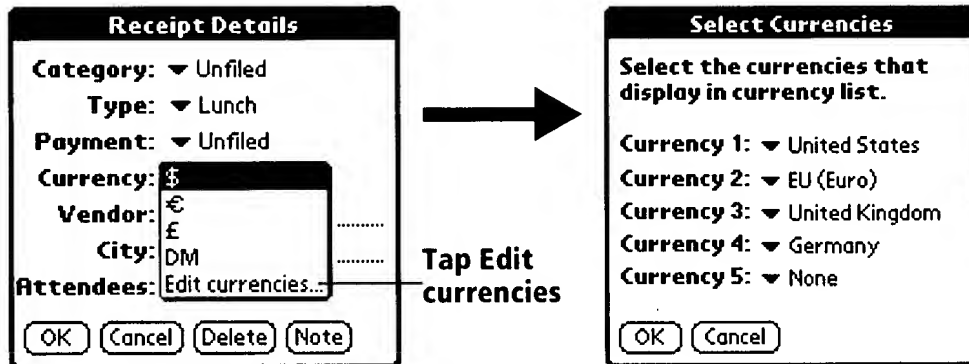 Receipt Details
Category: Unfiled
Type: Lunch
Payment: Unfiled
Currency: $
€
Vendor:
£
City:
DM
Attendees: Edit currencies...
OK Cancel Delete Note
Tap Edit
currencies
Select Currencies
Select the currencies that
display in currency list.
Currency 1: United States
Currency 2: EU (Euro)
Currency 3: United Kingdom
Currency 4: Germany
Currency 5: None
OK Cancel